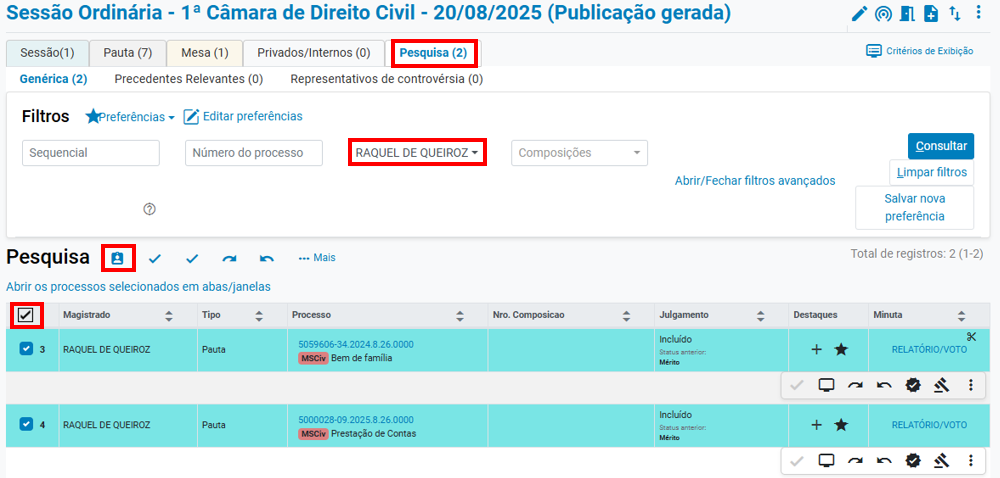 Sessão Ordinária - 1ª Câmara de Direito Civil - 20/08/2025 (Publicação gerada)
Sessão(1) Pauta (7) Mesa (1) Privados/Internos (0) Pesquisa (2) Critérios de Exibição
Genérica (2) Precedentes Relevantes (0) Representativos de controvérsia (0)
Filtros Preferências Editar preferências
Sequencial Número do processo RAQUEL DE QUEIROZ Composições Consultar
Limpar filtros
Abrir/Fechar filtros avançados
Salvar nova
preferência
Pesquisa Mais Total de registros: 2 (1-2)
Abrir os processos selecionados em abas/janelas
Magistrado Tipo Processo Nro. Composicao Julgamento Destaques Minuta
3 RAQUEL DE QUEIROZ Pauta 5059606-34.2024.8.26.0000 MSCiv Bem de família Incluído Status anterior: Mérito RELATÓRIO/VOTO
4 RAQUEL DE QUEIROZ Pauta 5000028-09.2025.8.26.0000 MSCiv Prestação de Contas Incluído Status anterior: Mérito RELATÓRIO/VOTO